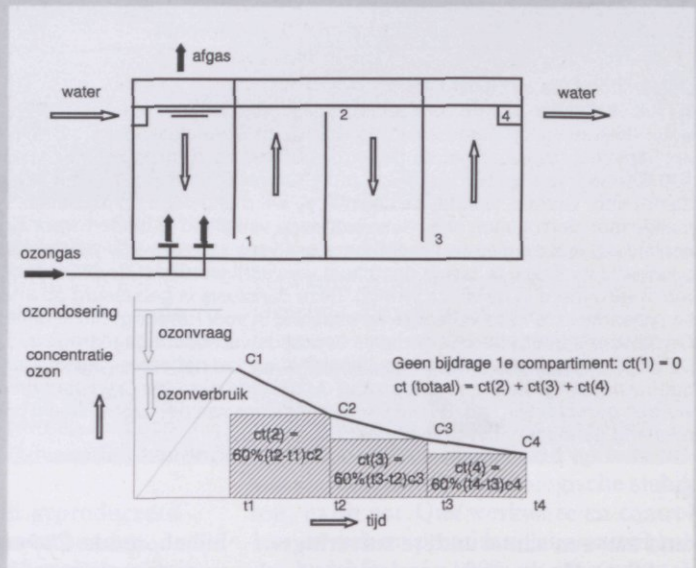 afgas
water
water
2
4
1
3
ozongas
ozondosering
ozonvraag
concentratie
ozon
C1
Geen bijdrage 1e compartiment: ct(1) = 0
ct (totaal) = ct(2) + ct(3) + ct(4)
ozonverbruik
C2
C3
C4
ct(2) =
60%(t2-t1)c2
ct(3) =
60%(t3-t2)c3
ct(4) =
60%(t4-t3)c4
t1
t2
t3
t4
tijd